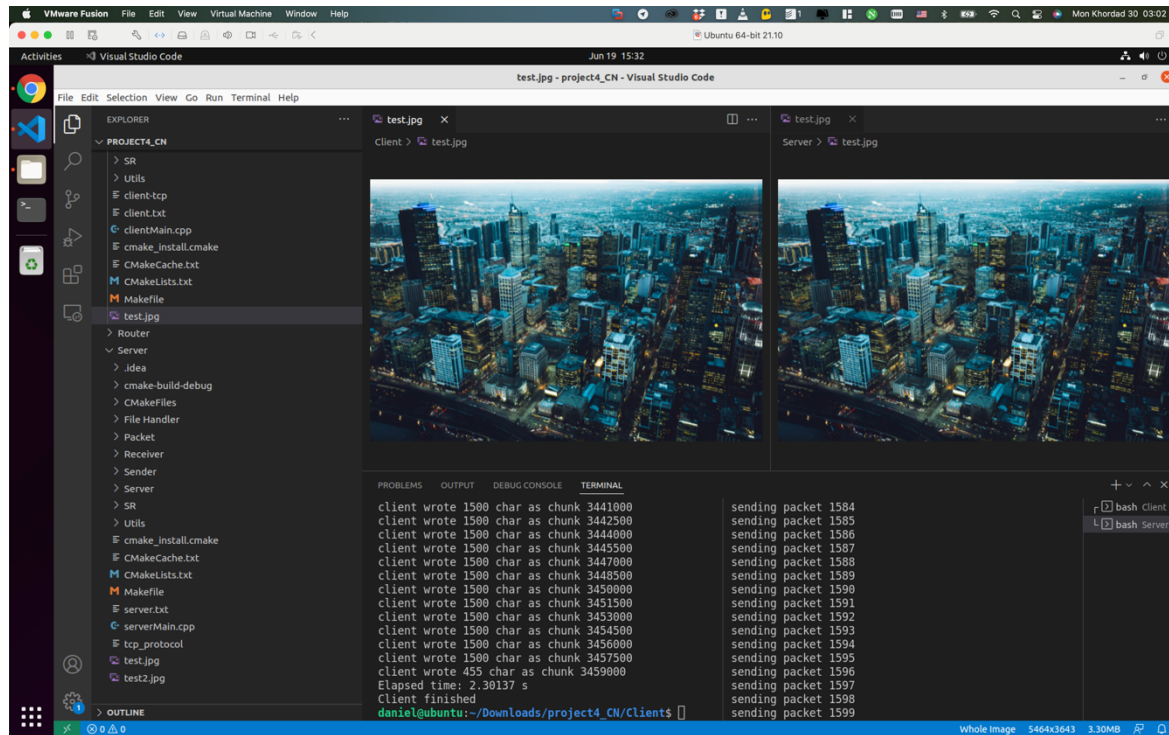 VMware Fusion File Edit View Virtual Machine Window Help
1
Mon Khordad 30 03:02
Ubuntu 64-bit 21.10
Activities Visual Studio Code
Jun 19 15:32
test.jpg - project4_CN - Visual Studio Code
File Edit Selection View Go Run Terminal Help
EXPLORER
PROJECT4_CN
SR
Utils
client-tcp
client.txt
clientMain.cpp
cmake_install.cmake
CMakeCache.txt
CMakeLists.txt
Makefile
test.jpg
Router
Server
.idea
cmake-build-debug
CMakeFiles
File Handler
Packet
Receiver
Sender
Server
SR
Utils
cmake_install.cmake
CMakeCache.txt
CMakeLists.txt
Makefile
server.txt
serverMain.cpp
tcp_protocol
test.jpg
test2.jpg
OUTLINE
test.jpg
Client > test.jpg
test.jpg
Server > test.jpg
PROBLEMS OUTPUT DEBUG CONSOLE TERMINAL
client wrote 1500 char as chunk 3441000
client wrote 1500 char as chunk 3442500
client wrote 1500 char as chunk 3444000
client wrote 1500 char as chunk 3445500
client wrote 1500 char as chunk 3447000
client wrote 1500 char as chunk 3448500
client wrote 1500 char as chunk 3450000
client wrote 1500 char as chunk 3451500
client wrote 1500 char as chunk 3453000
client wrote 1500 char as chunk 3454500
client wrote 1500 char as chunk 3456000
client wrote 1500 char as chunk 3457500
client wrote 455 char as chunk 3459000
Elapsed time: 2.30137 s
Client finished
daniel@ubuntu:~/Downloads/project4_CN/Client$
sending packet 1584
sending packet 1585
sending packet 1586
sending packet 1587
sending packet 1588
sending packet 1589
sending packet 1590
sending packet 1591
sending packet 1592
sending packet 1593
sending packet 1594
sending packet 1595
sending packet 1596
sending packet 1597
sending packet 1598
sending packet 1599
bash Client
bash Server
1
0 0
Whole Image 5464x3643 3.30MB